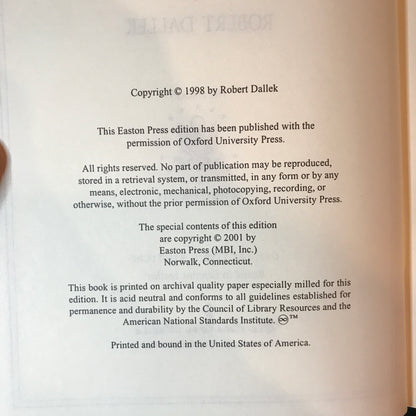 ROBERT DALLEK
Copyright © 1998 by Robert Dallek
This Easton Press edition has been published with the
permission of Oxford University Press.
All rights reserved. No part of publication may be reproduced,
stored in a retrieval system, or transmitted, in any form or by any
means, electronic, mechanical, photocopying, recording, or
otherwise, without the prior permission of Oxford University Press.
The special contents of this edition
are copyright © 2001 by
Easton Press (MBI, Inc.)
Norwalk, Connecticut.
This book is printed on archival quality paper especially milled for this
edition. It is acid neutral and conforms to all guidelines established for
permanence and durability by the Council of Library Resources and the
American National Standards Institute. ♾™
Printed and bound in the United States of America.